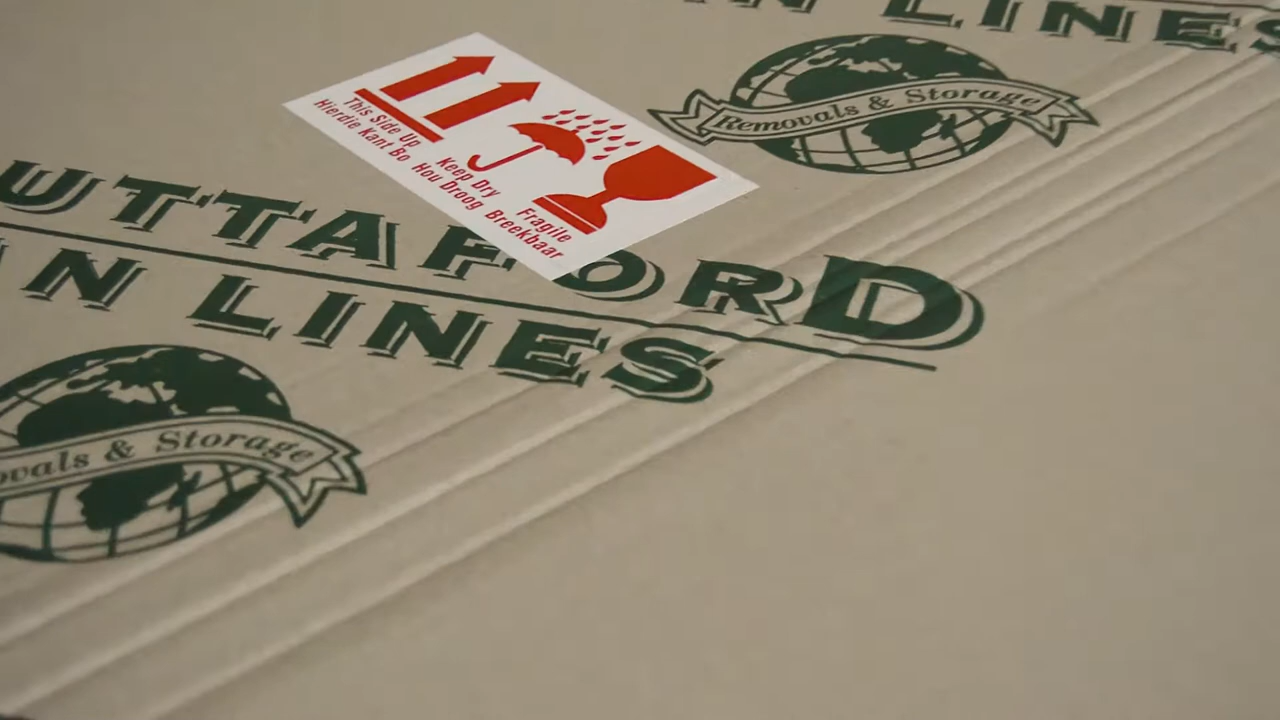 N LINES
Removals & Storage
This Side Up
Hierdie Kant Bo
Keep Dry
Hou Droog
Fragile
Breekbaar
UTTAFORD
N LINES
ovals & Storage